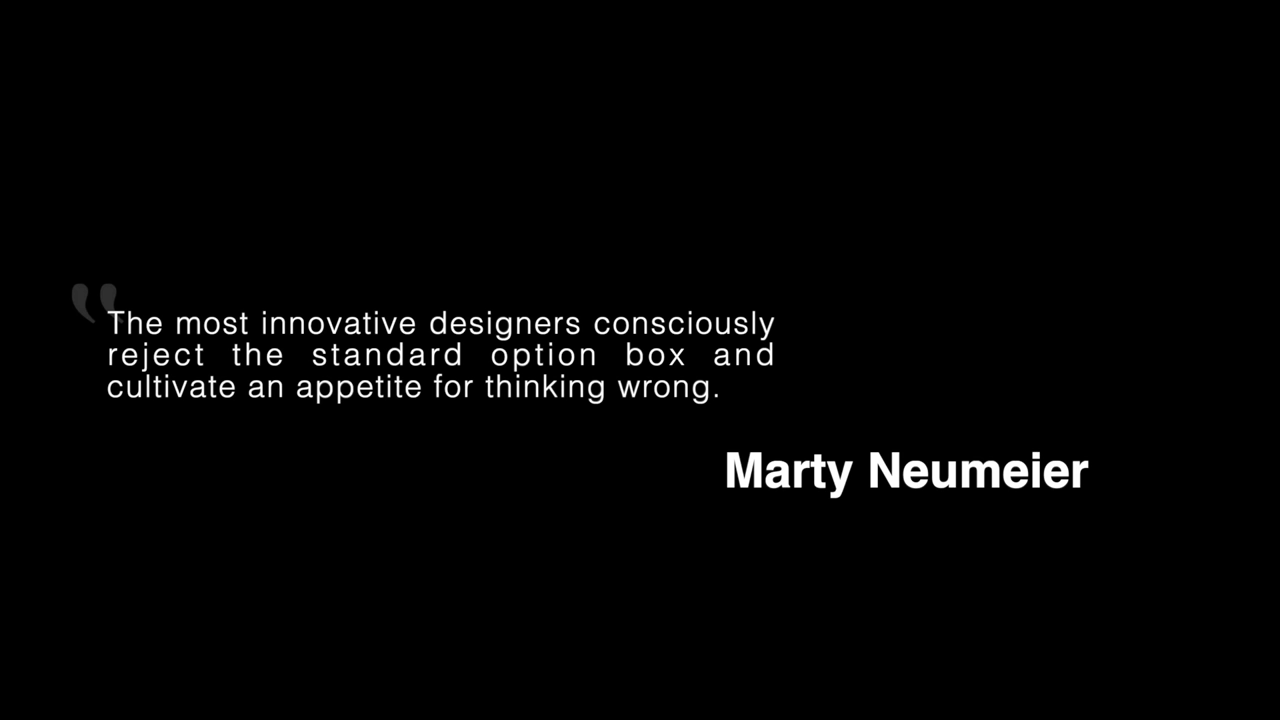 "
The most innovative designers consciously
reject the standard option box and
cultivate an appetite for thinking wrong.
Marty Neumeier